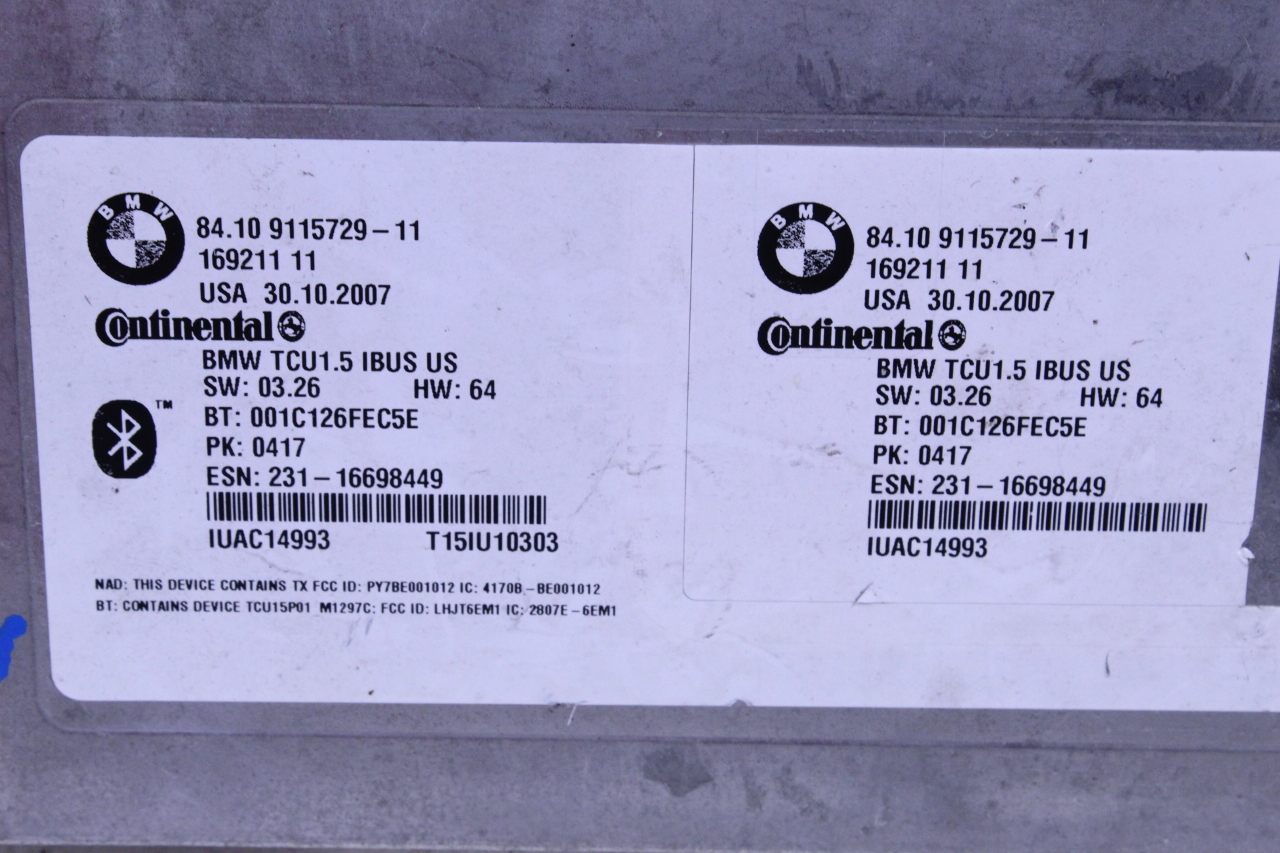 BMW
84.10 9115729-11
169211 11
USA 30.10.2007
Continental
BMW TCU1.5 IBUS US
SW: 03.26 HW: 64
BT: 001C126FEC5E
PK: 0417
ESN: 231-16698449
IUAC14993 T15IU10303
NAD: THIS DEVICE CONTAINS TX FCC ID: PY7BE001012 IC: 4170B-BE001012
BT: CONTAINS DEVICE TCU15P01 M1297C: FCC ID: LHJT6EM1 IC: 2807E-6EM1
BMW
84.10 9115729-11
169211 11
USA 30.10.2007
Continental
BMW TCU1.5 IBUS US
SW: 03.26 HW: 64
BT: 001C126FEC5E
PK: 0417
ESN: 231-16698449
IUAC14993